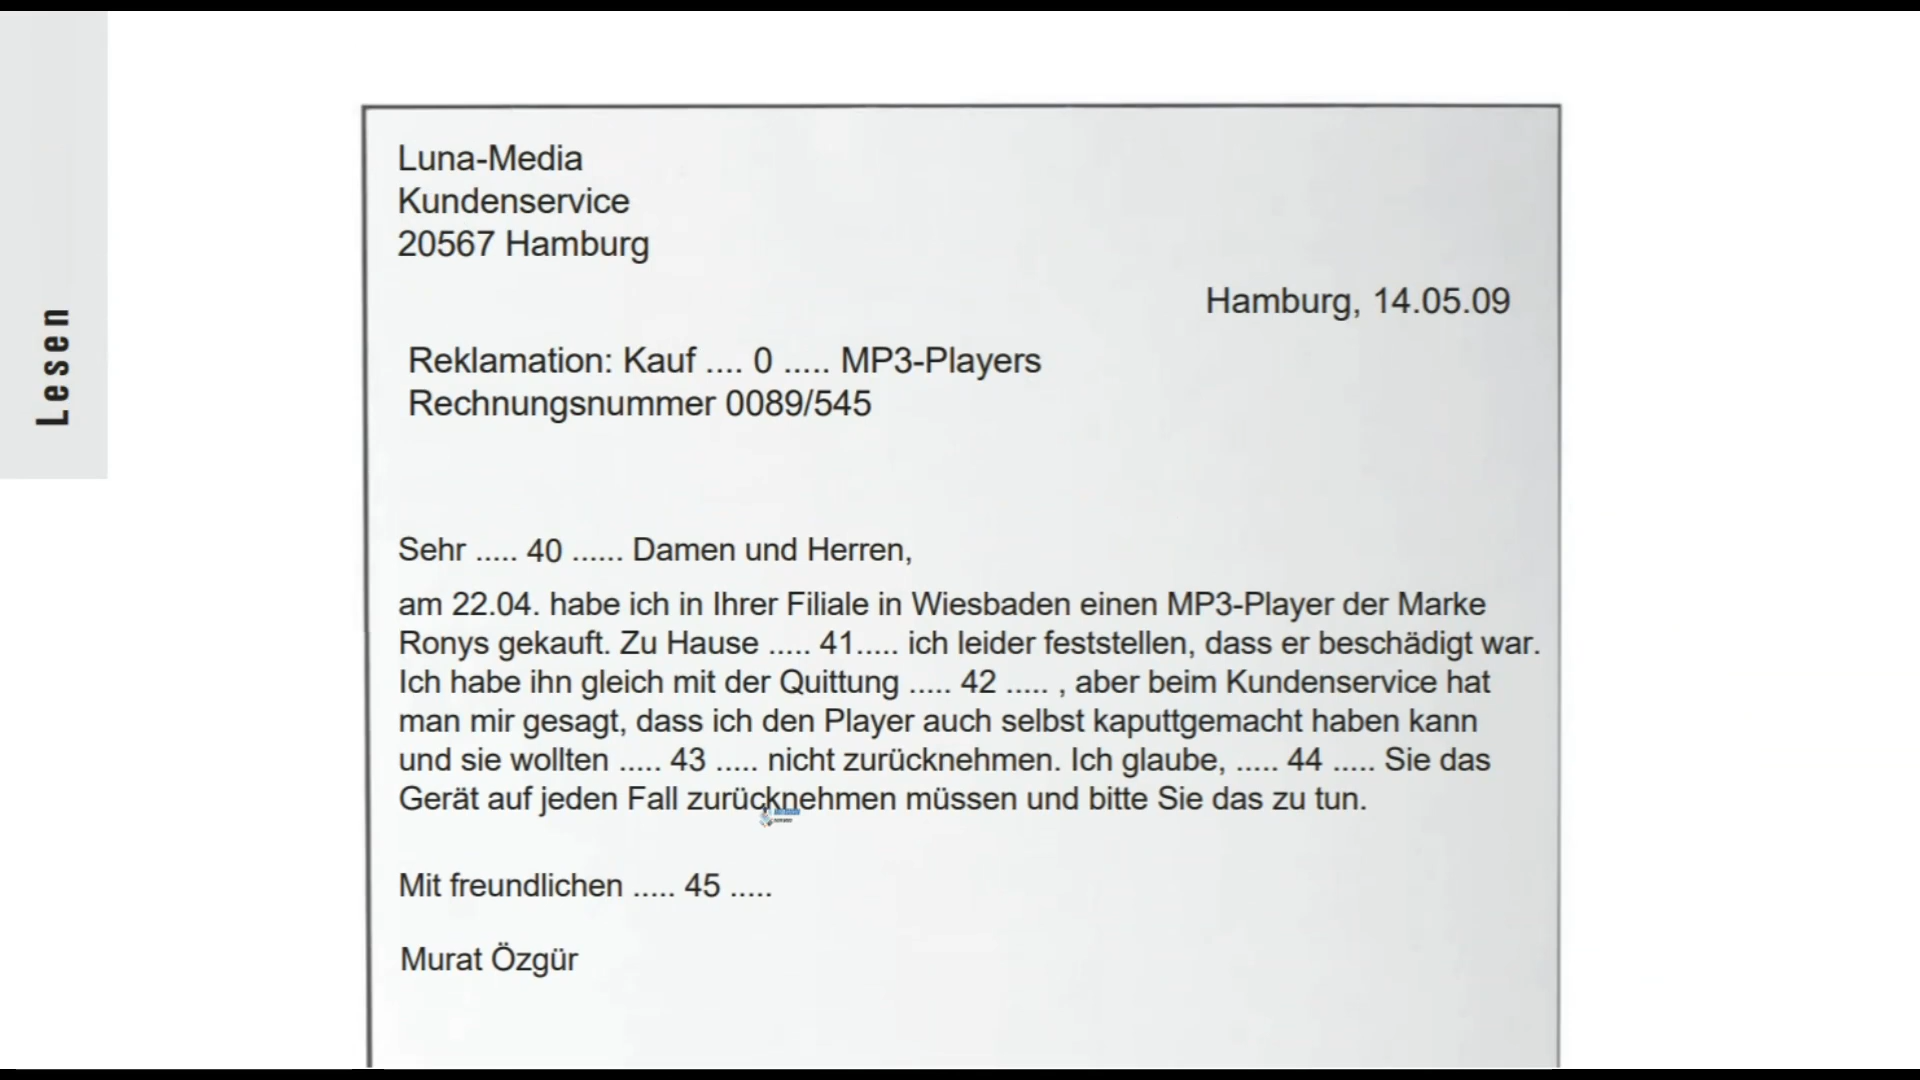 Lesen
Luna-Media
Kundenservice
20567 Hamburg
Hamburg, 14.05.09
Reklamation: Kauf .... 0 ..... MP3-Players
Rechnungsnummer 0089/545
Sehr ..... 40 ...... Damen und Herren,
am 22.04. habe ich in Ihrer Filiale in Wiesbaden einen MP3-Player der Marke
Ronys gekauft. Zu Hause ..... 41..... ich leider feststellen, dass er beschädigt war.
Ich habe ihn gleich mit der Quittung ..... 42 ..... , aber beim Kundenservice hat
man mir gesagt, dass ich den Player auch selbst kaputtgemacht haben kann
und sie wollten ..... 43 ..... nicht zurücknehmen. Ich glaube, ..... 44 ..... Sie das
Gerät auf jeden Fall zurücknehmen müssen und bitte Sie das zu tun.
Mit freundlichen ..... 45 .....
Murat Özgür